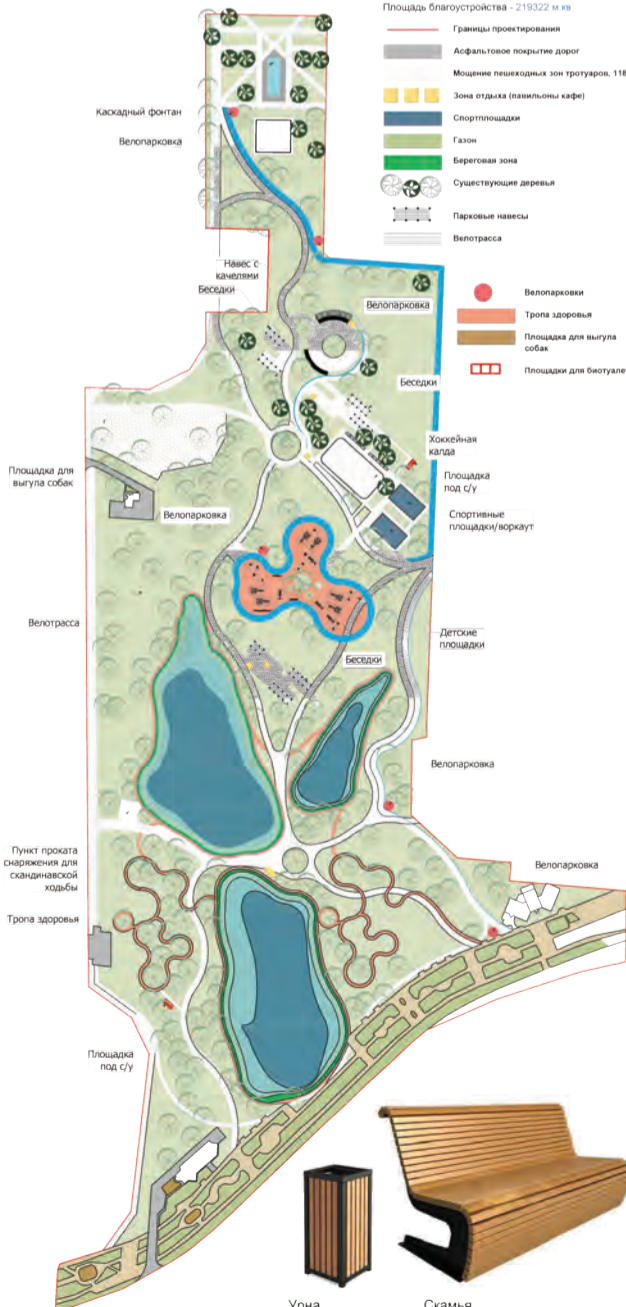 Площадь благоустройства - 219322 м.кв
Границы проектирования
Асфальтовое покрытие дорог
Мощение пешеходных зон тротуаров, 118
Зона отдыха (павильоны кафе)
Спортплощадки
Газон
Береговая зона
Существующие деревья
Парковые навесы
Велотрасса
Велопарковки
Тропа здоровья
Площадка для выгула
собак
Площадки для биотуале
Каскадный фонтан
Велопарковка
Навес с
качелями
Беседки
Велопарковка
Беседки
Хоккейная
калда
Площадка
под с/у
Спортивные
площадки/воркаут
Площадка для
выгула собак
Велопарковка
Велотрасса
Детские
площадки
Беседки
Велопарковка
Пункт проката
снаряжения для
скандинавской
ходьбы
Велопарковка
Тропа здоровья
Площадка
под с/у
Урна
Скамья